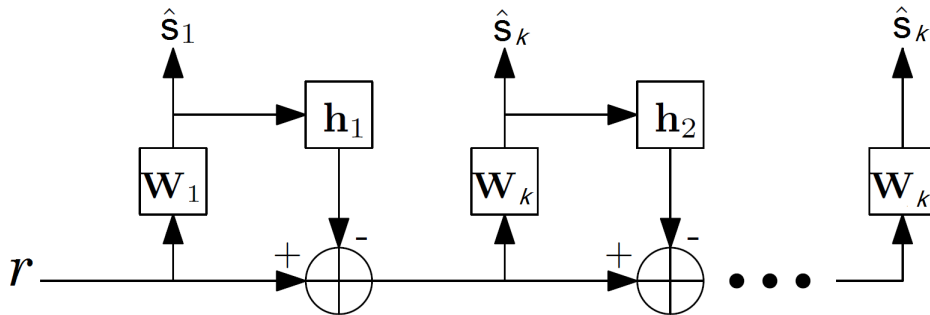 ŝ₁ ŝₖ ŝₖ
h₁ h₂
w₁ wₖ wₖ
+ - + -
r